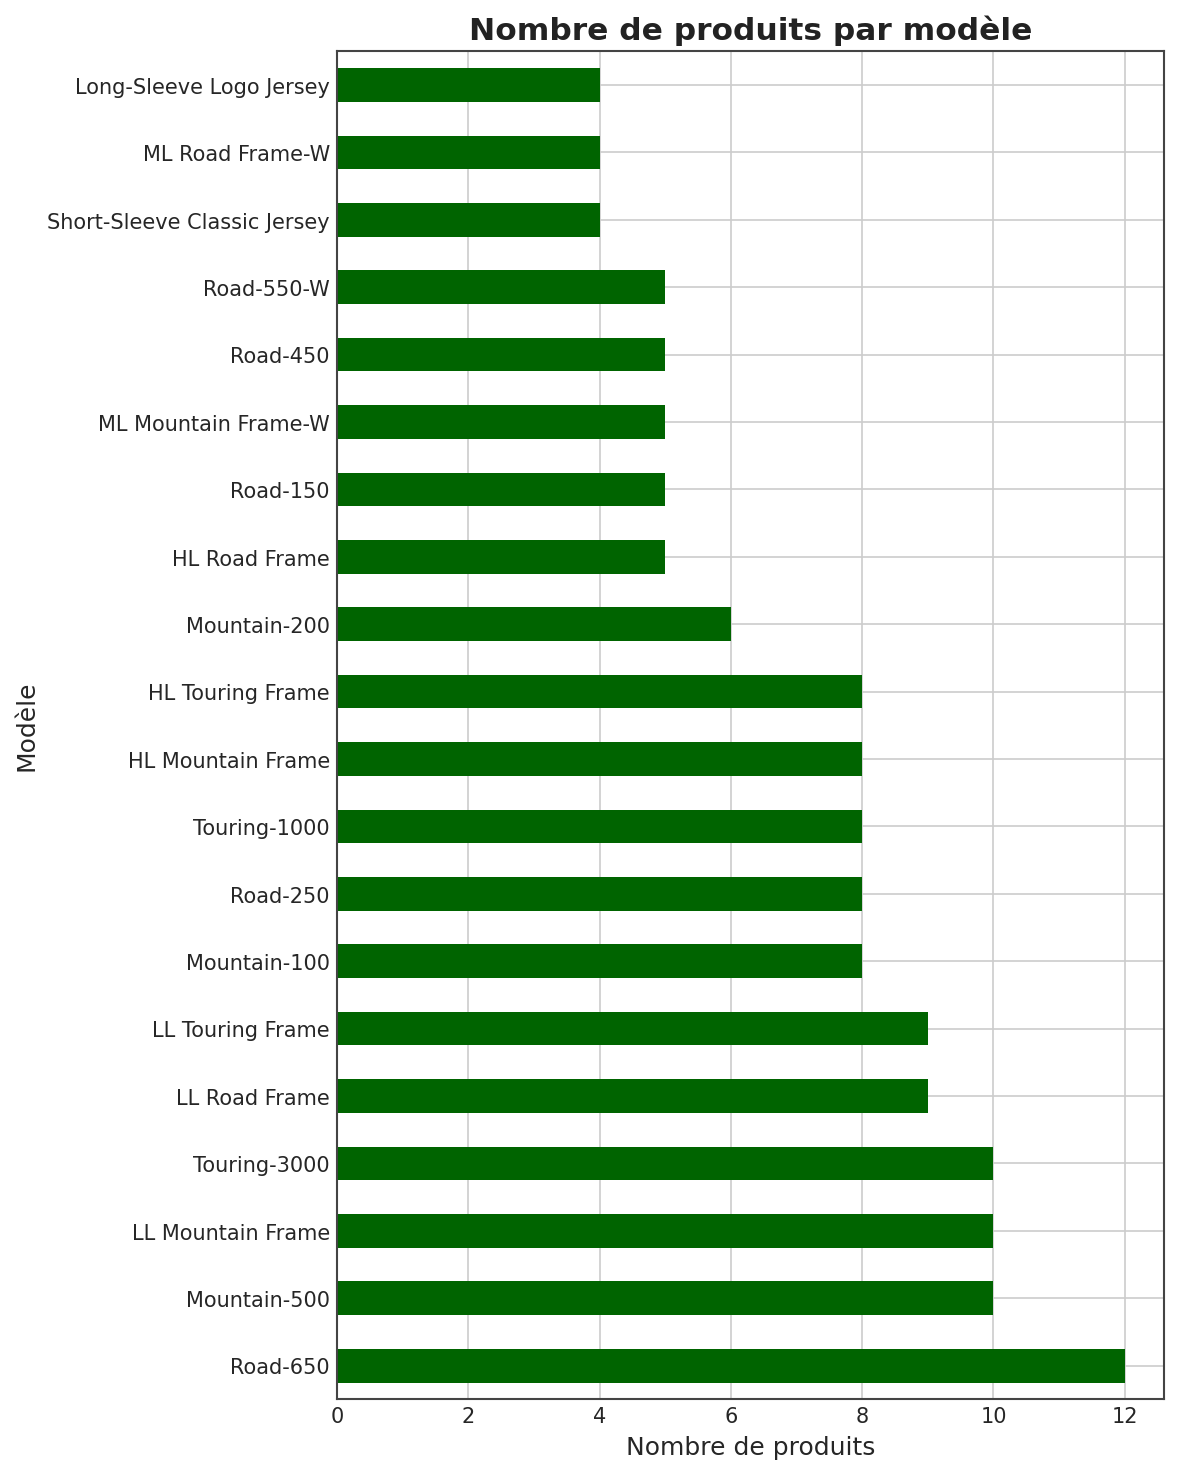 Nombre de produits par modèle
Long-Sleeve Logo Jersey
ML Road Frame-W
Short-Sleeve Classic Jersey
Road-550-W
Road-450
ML Mountain Frame-W
Road-150
HL Road Frame
Mountain-200
HL Touring Frame
HL Mountain Frame
Touring-1000
Road-250
Mountain-100
LL Touring Frame
LL Road Frame
Touring-3000
LL Mountain Frame
Mountain-500
Road-650
Modèle
0 2 4 6 8 10 12
Nombre de produits